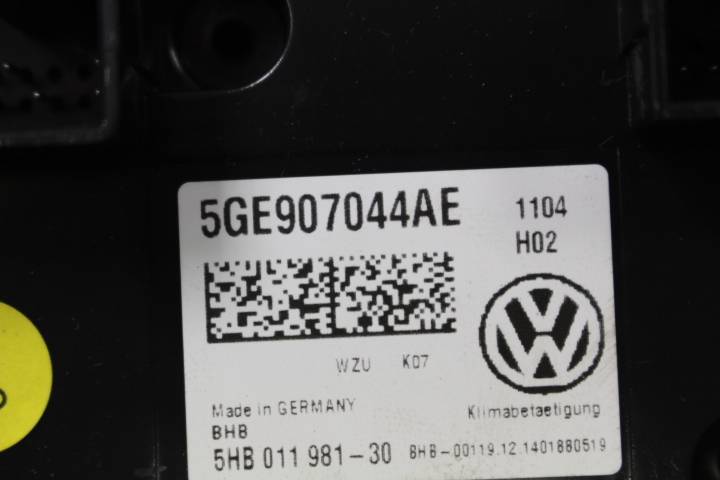 5GE907044AE
1104
H02
WZU K07
Made in GERMANY
BHB
Klimabetaetigung
5HB 011 981-30
BHB-00119.12.1401880519